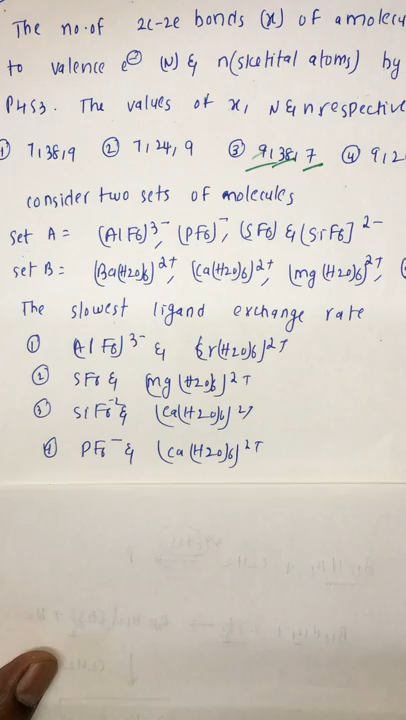 The no.of 2c-2e bonds (x) of a molecu
to valence e⊖ (N) & n(skeltital atoms) by
P4S3. The values of x, N & n respective
① 7,38,9 ② 7,24,9 ③ 9,38,7 ④ 9,2
consider two sets of molecules
set A = (AlF6)3-, (PF6)-, (SF6) & (SiF6]2-
set B = (Ba(H2O)6)2+, (Ca(H2O)6)2+, (mg(H2O)6)2+, (
The slowest ligand exchange rate
① AlF6)3- & Sr(H2O)6)2+
② SF6 & mg(H2O)6)2+
③ SiF6-2 & (Ca(H2O)6)2+
④ PF6- & (Ca(H2O)6)2+